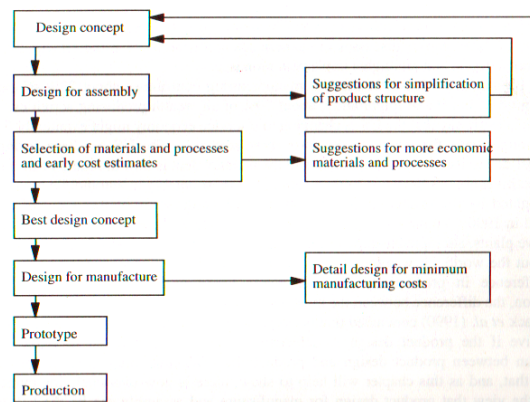 Design concept
Design for assembly
Suggestions for simplification
of product structure
Selection of materials and processes
and early cost estimates
Suggestions for more economic
materials and processes
Best design concept
Design for manufacture
Detail design for minimum
manufacturing costs
Prototype
Production